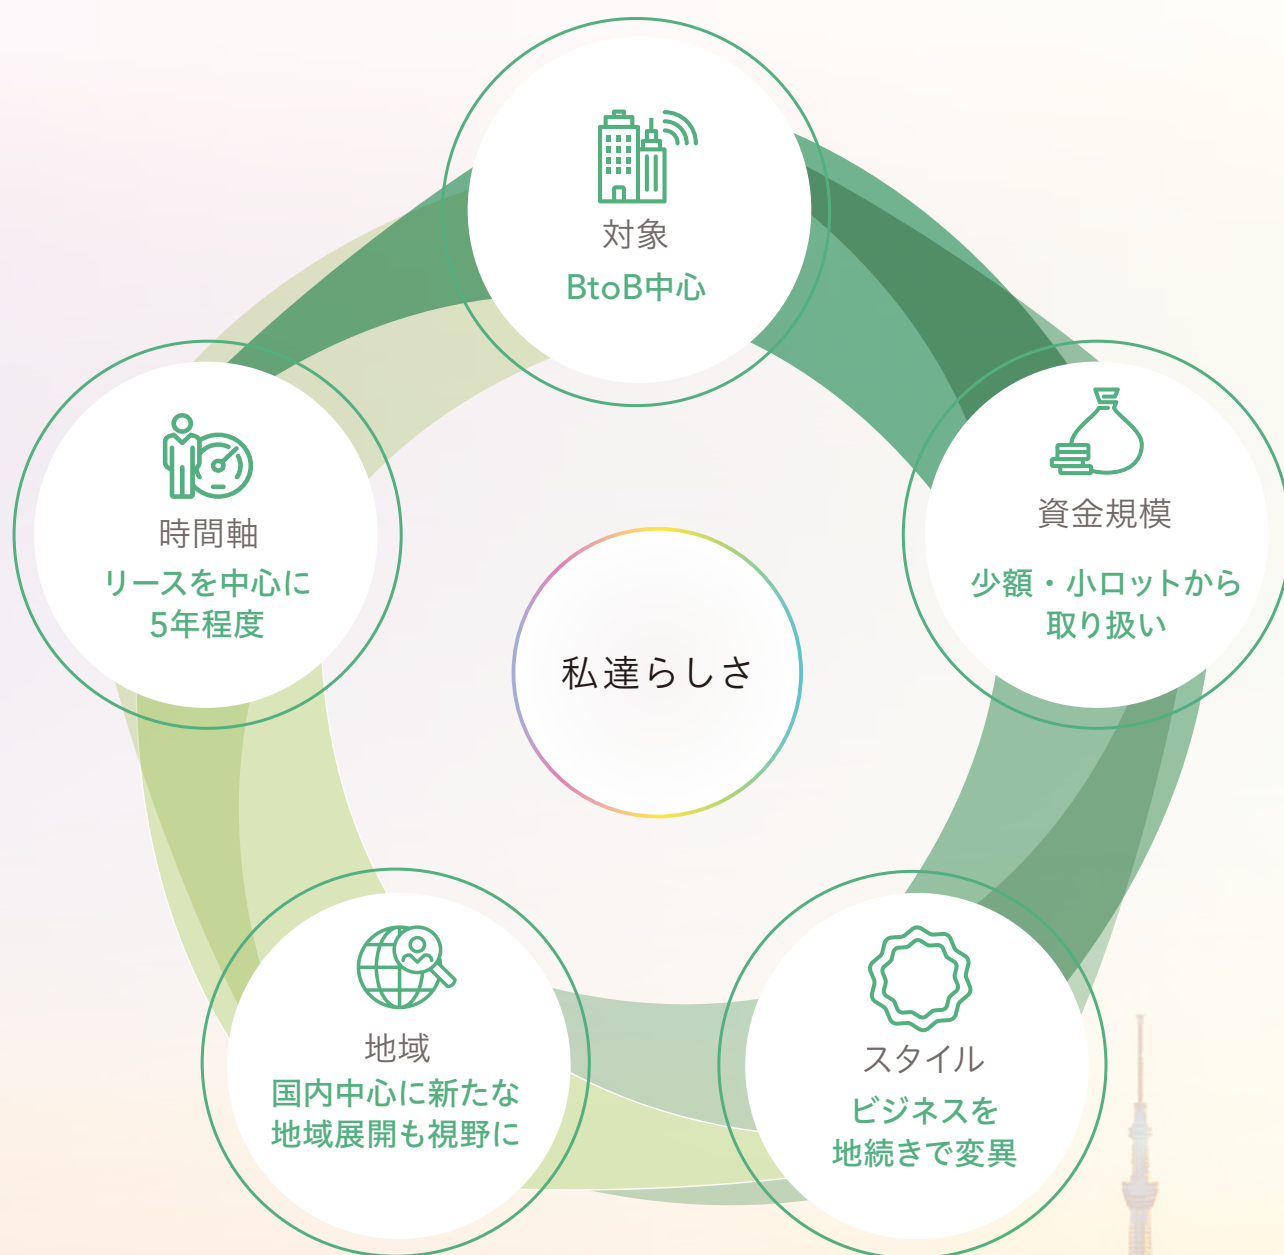 対象
BtoB中心
資金規模
少額・小ロットから
取り扱い
スタイル
ビジネスを
地続きで変異
地域
国内中心に新たな
地域展開も視野に
時間軸
リースを中心に
5年程度
私達らしさ